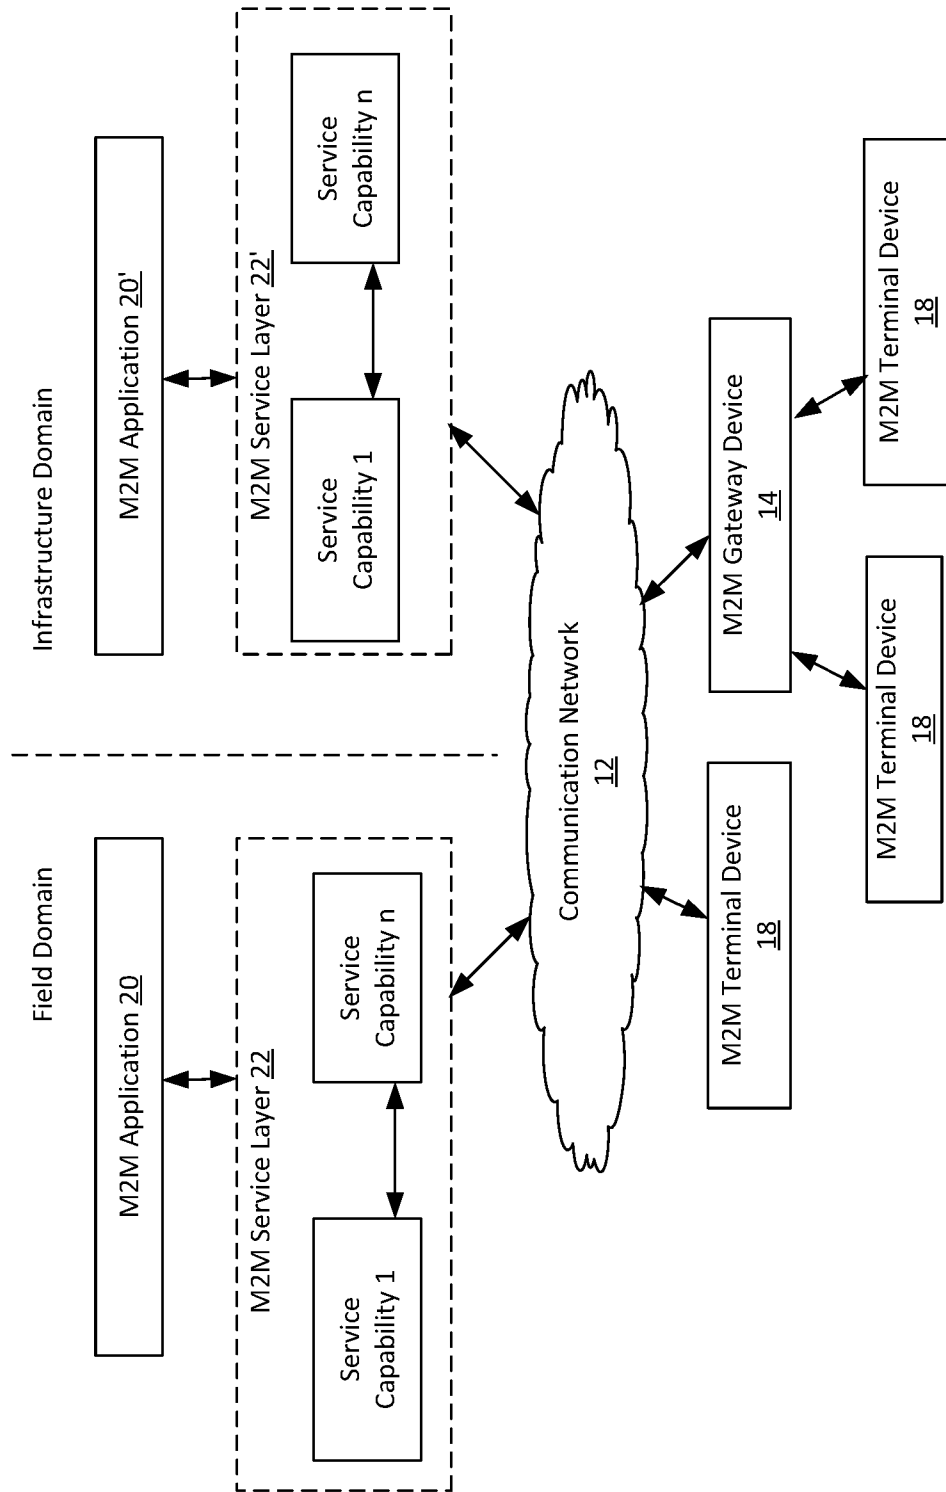 Field Domain
Infrastructure Domain
M2M Application 20
M2M Application 20'
M2M Service Layer 22
M2M Service Layer 22'
Service
Capability 1
Service
Capability n
Service
Capability 1
Service
Capability n
Communication Network
12
M2M Terminal Device
18
M2M Gateway Device
14
M2M Terminal Device
18
M2M Terminal Device
18